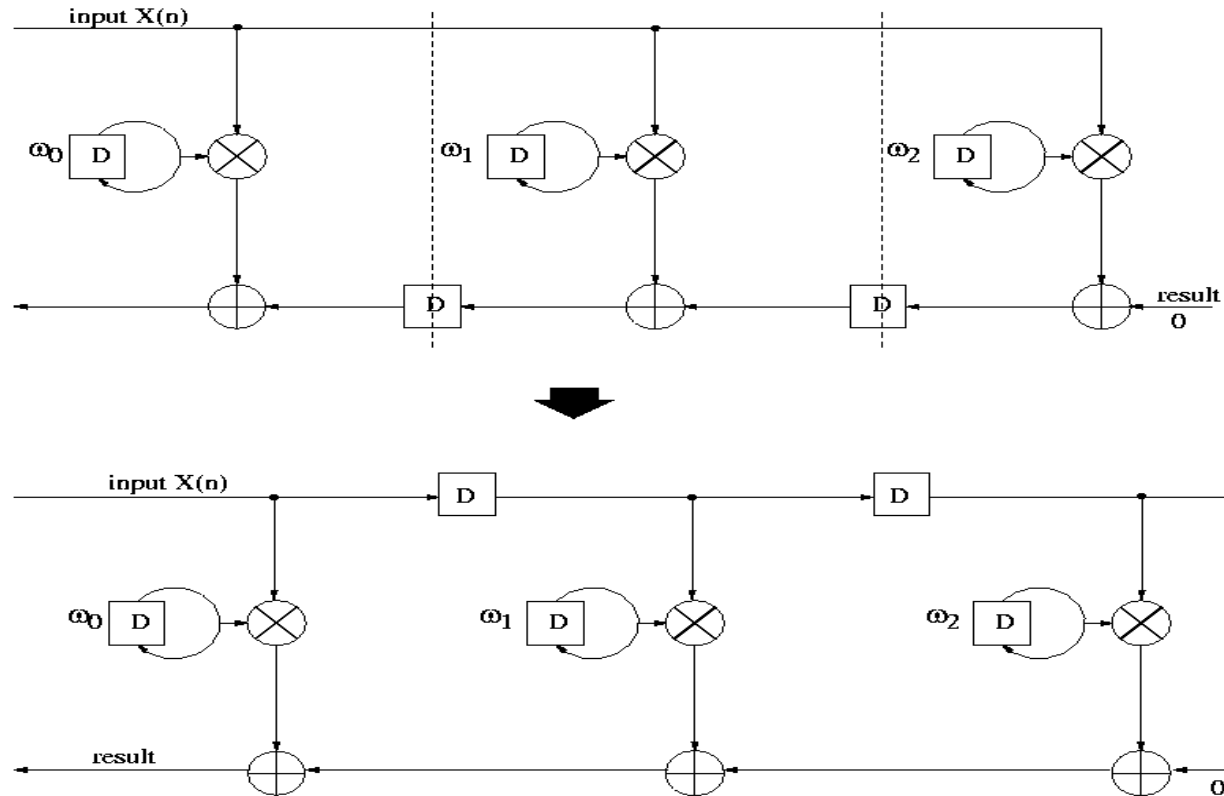 input X(n)
ω0 D
ω1 D
ω2 D
D
D
result
0
input X(n)
D
D
ω0 D
ω1 D
ω2 D
result
0